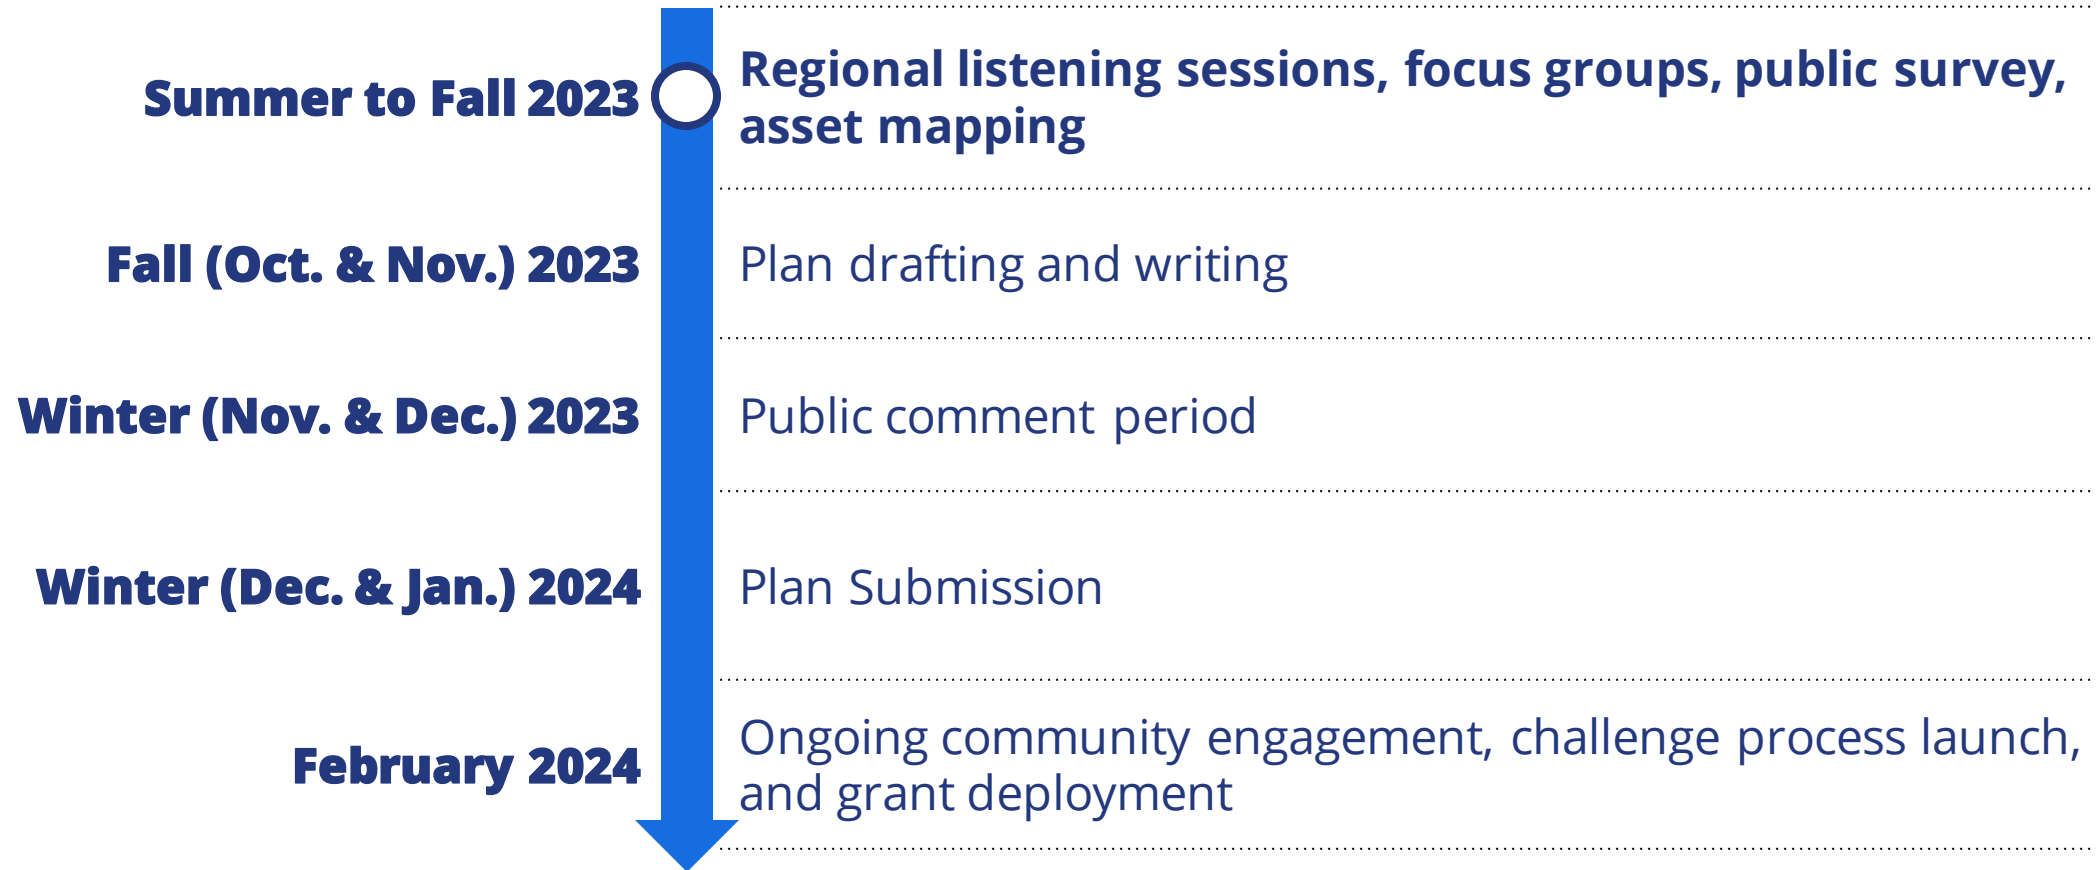 Summer to Fall 2023
Regional listening sessions, focus groups, public survey,
asset mapping
Fall (Oct. & Nov.) 2023
Plan drafting and writing
Winter (Nov. & Dec.) 2023
Public comment period
Winter (Dec. & Jan.) 2024
Plan Submission
February 2024
Ongoing community engagement, challenge process launch,
and grant deployment